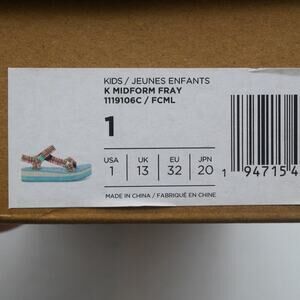 KIDS / JEUNES ENFANTS
K MIDFORM FRAY
1119106C / FCML
1
USA UK EU JPN
1 13 32 20
MADE IN CHINA / FABRIQUÉ EN CHINE
1 94715 4